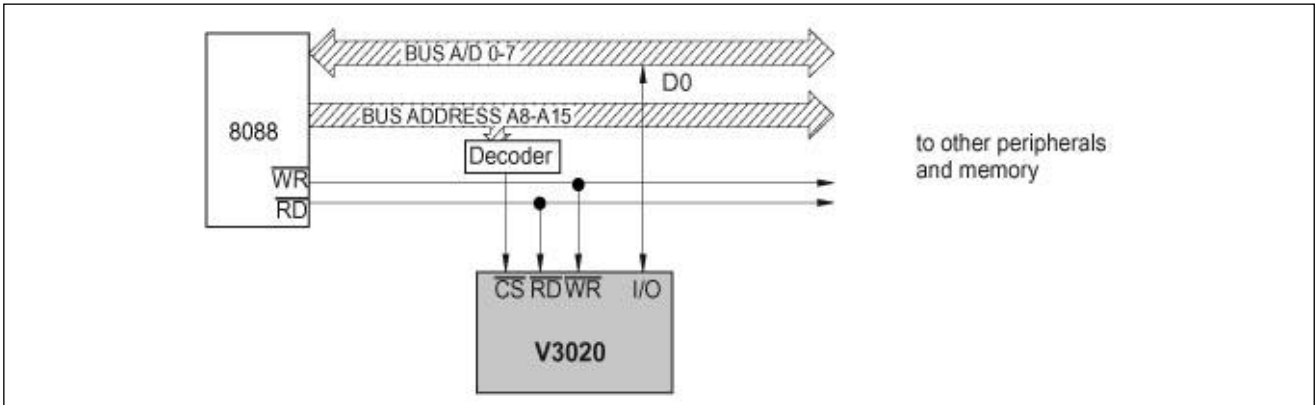 BUS A/D 0-7
D0
BUS ADDRESS A8-A15
8088
Decoder
to other peripherals
and memory
WR
RD
CS RD WR I/O
V3020